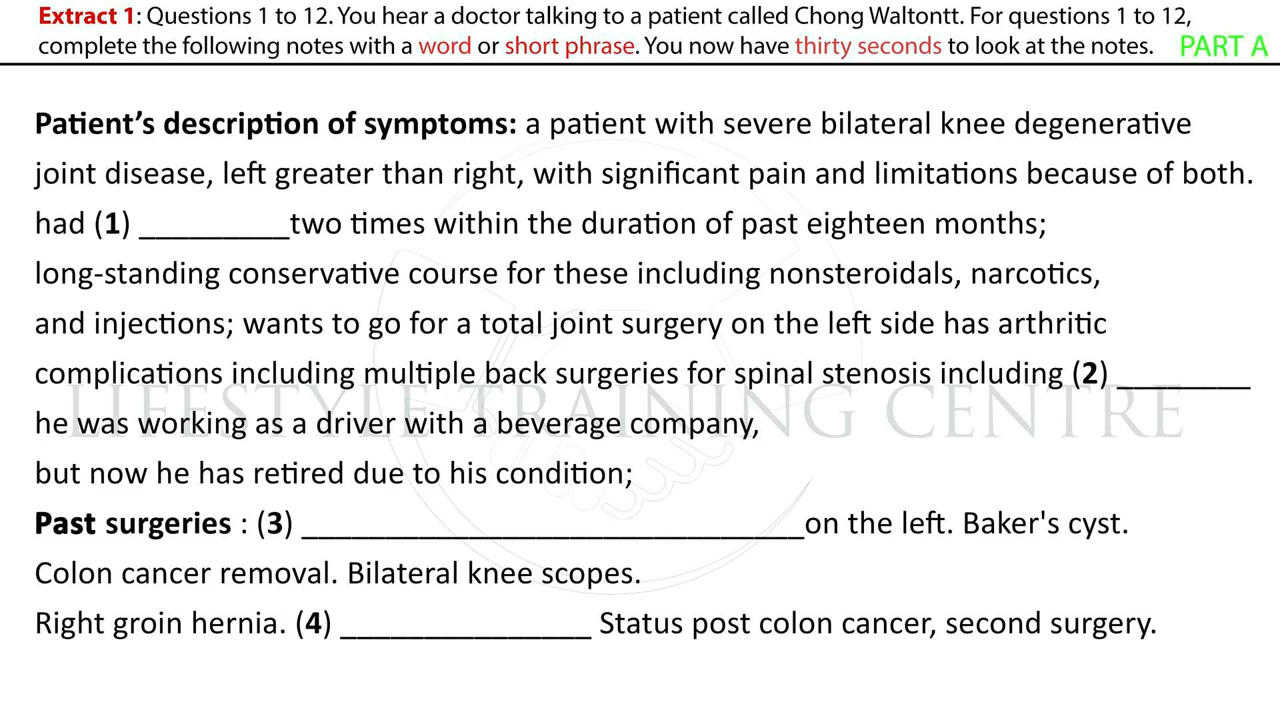 Extract 1: Questions 1 to 12. You hear a doctor talking to a patient called Chong Waltontt. For questions 1 to 12,
complete the following notes with a word or short phrase. You now have thirty seconds to look at the notes. PART A
Patient's description of symptoms: a patient with severe bilateral knee degenerative
joint disease, left greater than right, with significant pain and limitations because of both.
had (1) _________two times within the duration of past eighteen months;
long-standing conservative course for these including nonsteroidals, narcotics,
and injections; wants to go for a total joint surgery on the left side has arthritic
complications including multiple back surgeries for spinal stenosis including (2) ________
LIFESTYLE TRAINING CENTRE
he was working as a driver with a beverage company,
but now he has retired due to his condition;
Past surgeries : (3) ______________________________on the left. Baker's cyst.
Colon cancer removal. Bilateral knee scopes.
Right groin hernia. (4) _______________ Status post colon cancer, second surgery.